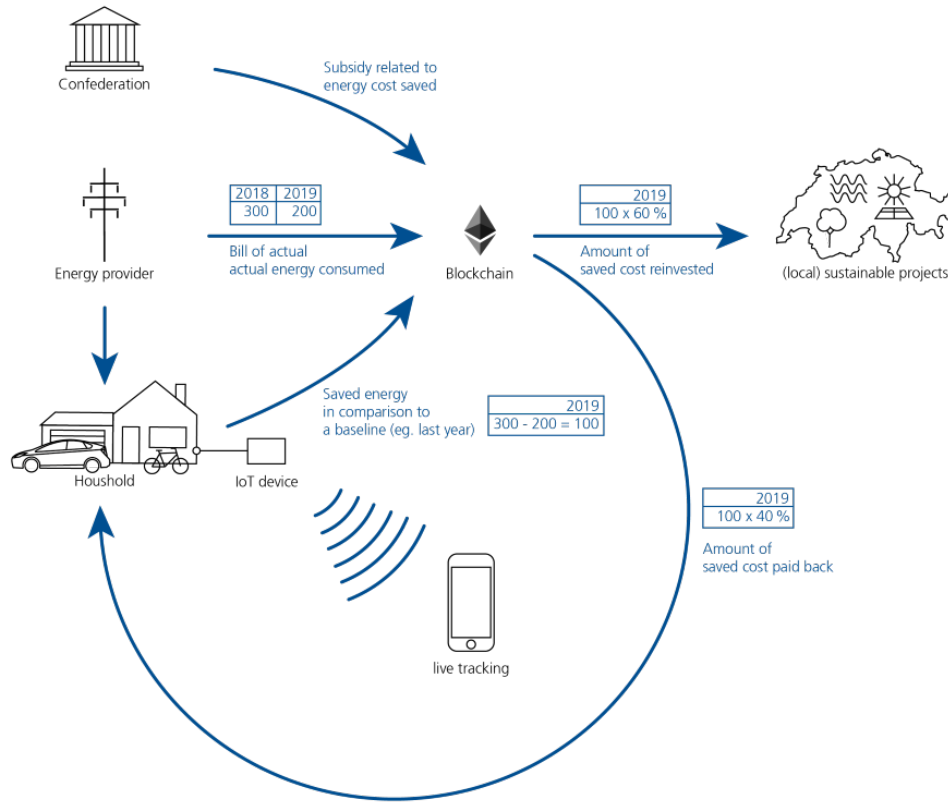 Confederation
Subsidy related to
energy cost saved
2018 2019
300 200
Bill of actual
actual energy consumed
Energy provider
Blockchain
2019
100 x 60 %
Amount of
saved cost reinvested
(local) sustainable projects
Saved energy
in comparison to
a baseline (eg. last year)
2019
300 - 200 = 100
Houshold
IoT device
2019
100 x 40 %
Amount of
saved cost paid back
live tracking